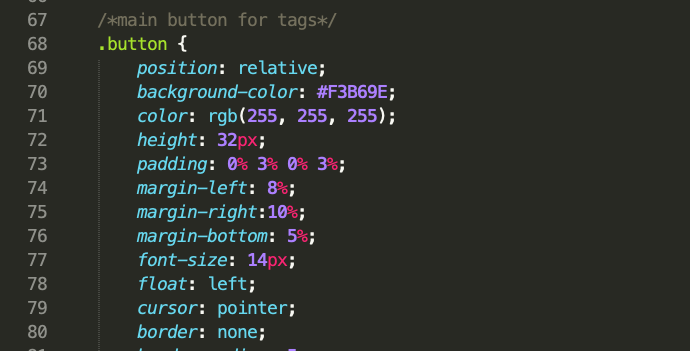 67 /*main button for tags*/
68 .button {
69 position: relative;
70 background-color: #F3B69E;
71 color: rgb(255, 255, 255);
72 height: 32px;
73 padding: 0% 3% 0% 3%;
74 margin-left: 8%;
75 margin-right:10%;
76 margin-bottom: 5%;
77 font-size: 14px;
78 float: left;
79 cursor: pointer;
80 border: none;